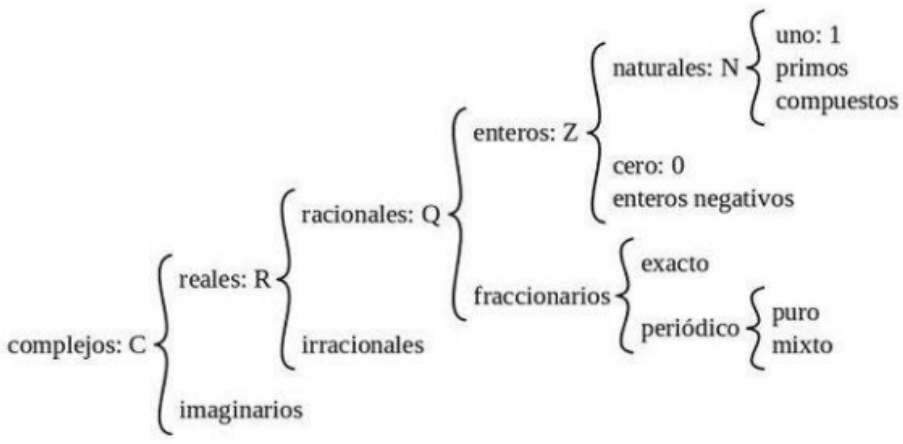 uno: 1
naturales: N
primos
compuestos
enteros: Z
cero: 0
enteros negativos
racionales: Q
exacto
reales: R
fraccionarios
puro
periódico
mixto
complejos: C
irracionales
imaginarios